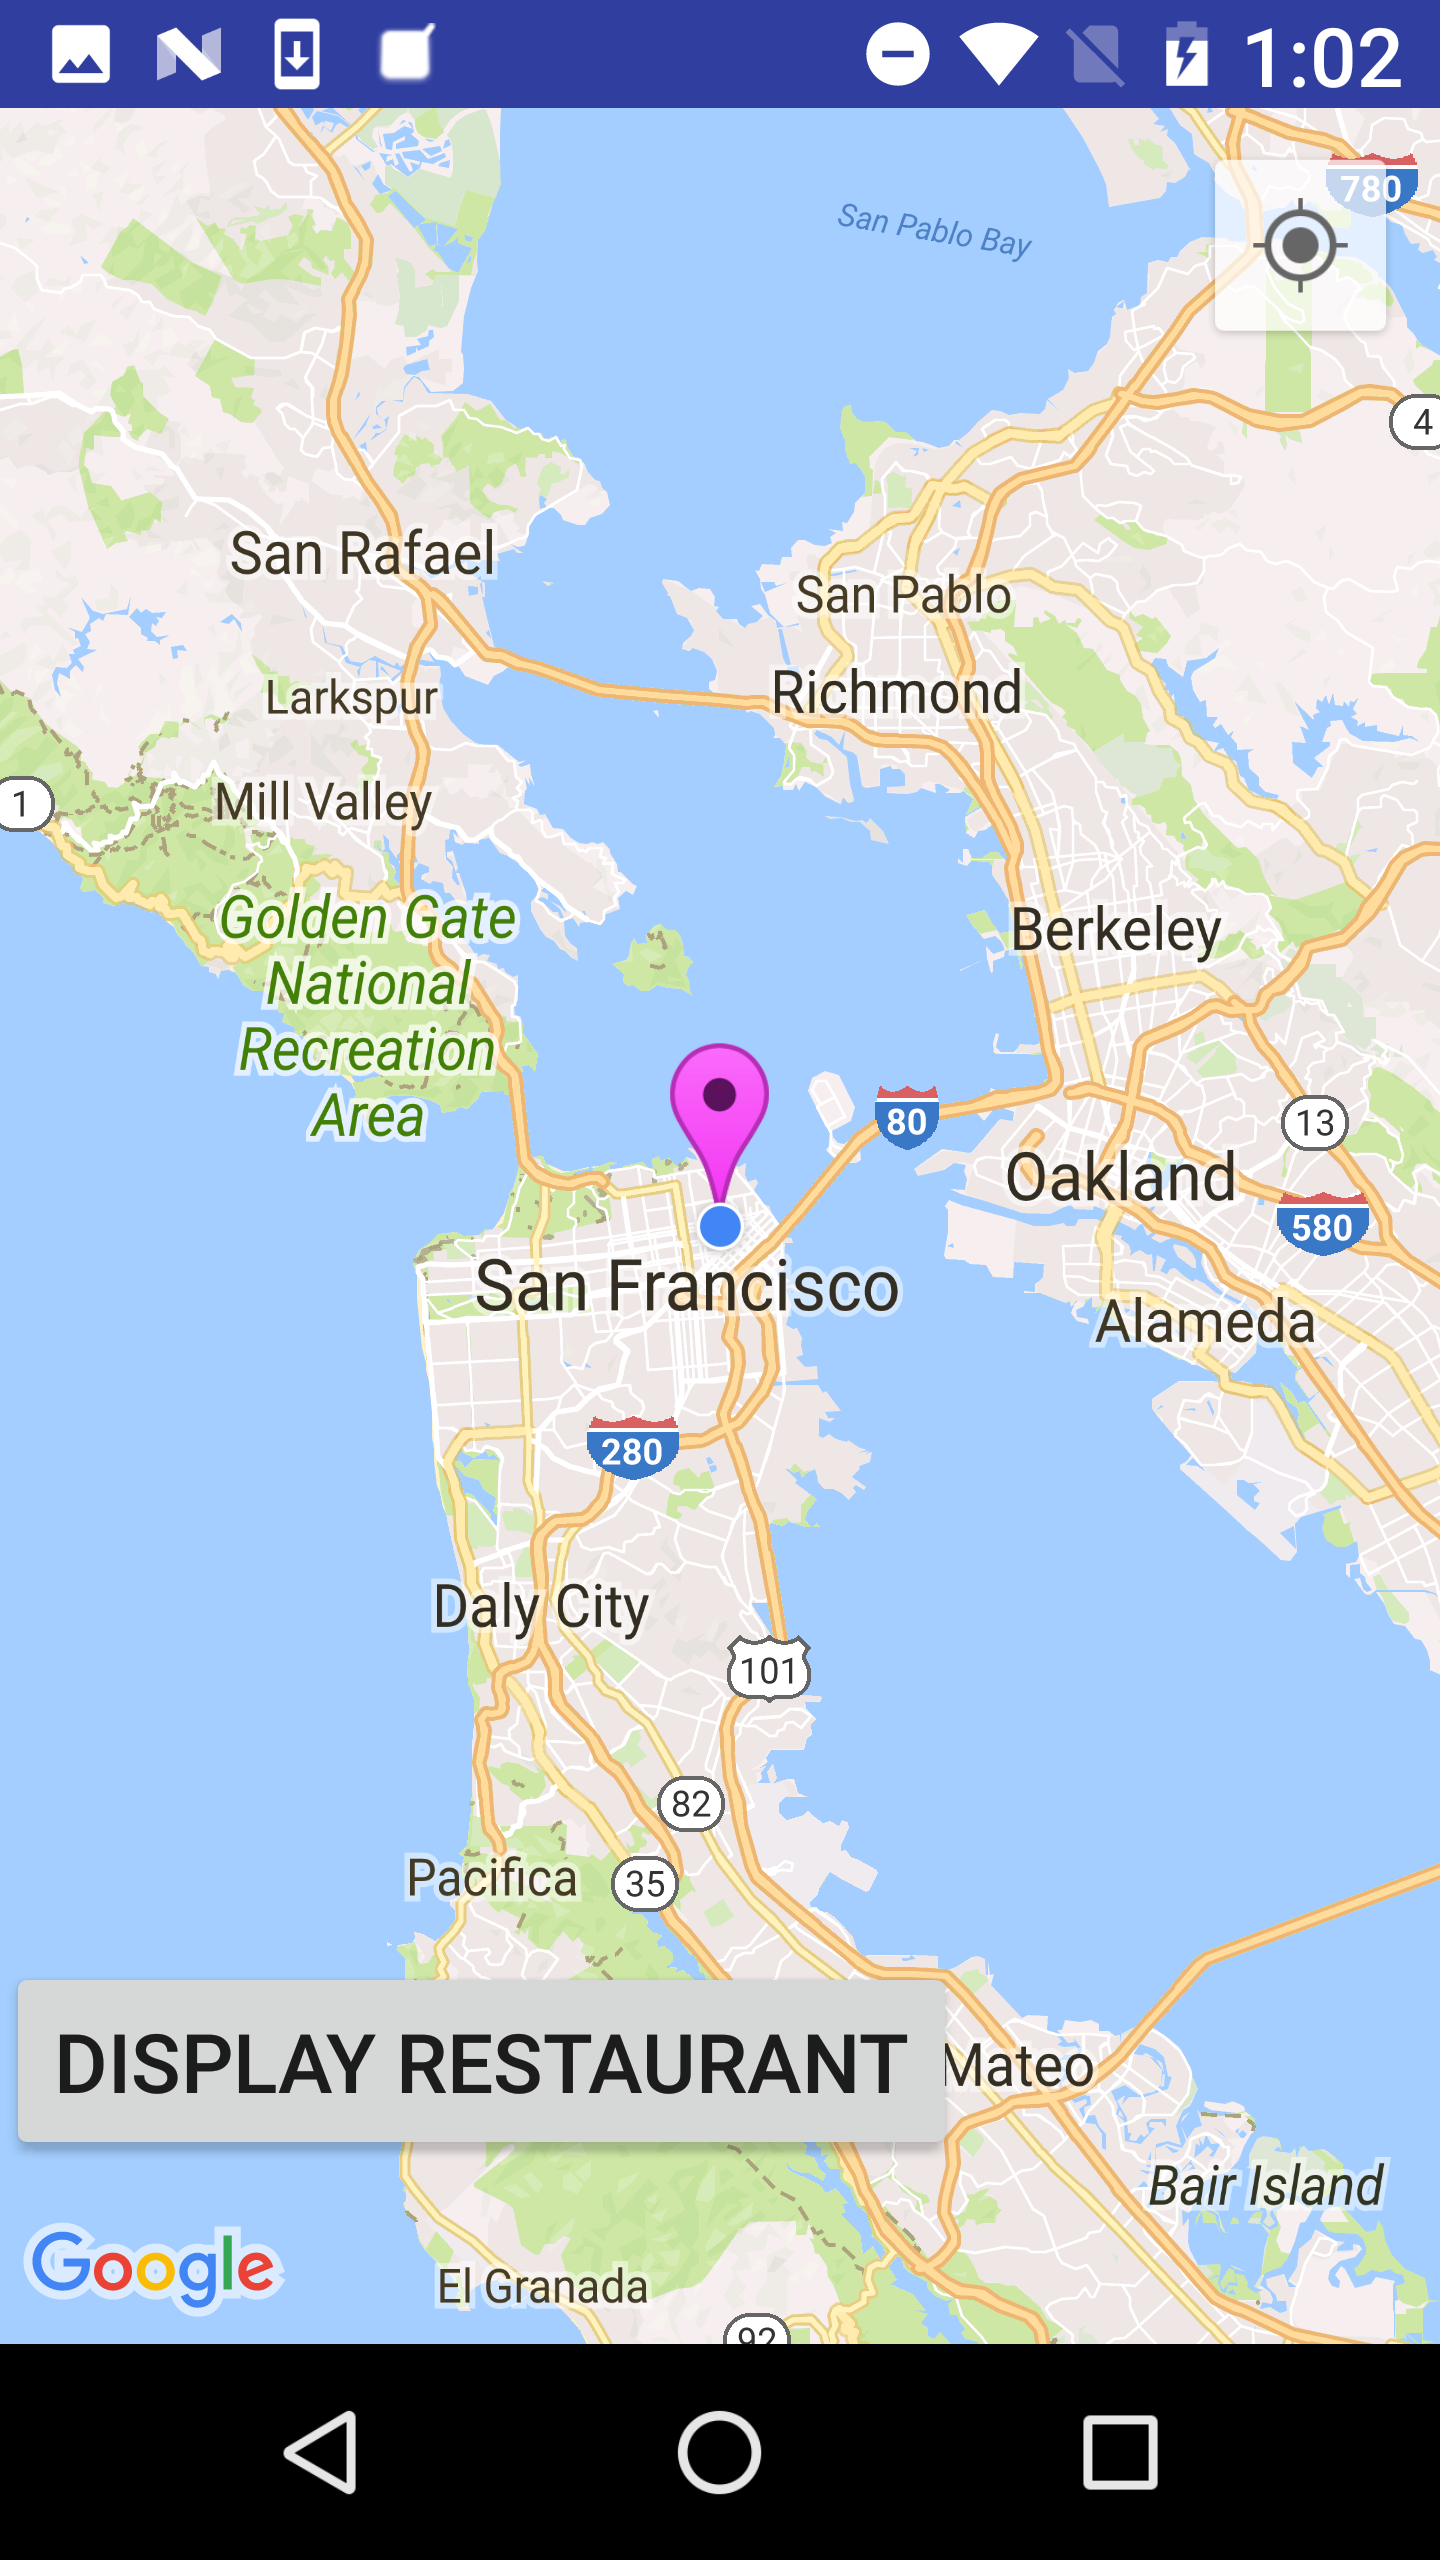 1:02
780
San Pablo Bay
4
San Rafael
San Pablo
Larkspur
Richmond
1
Mill Valley
Golden Gate
National
Recreation
Area
Berkeley
80
13
Oakland
580
San Francisco
Alameda
280
Daly City
101
82
Pacifica
35
DISPLAY RESTAURANT
Mateo
Bair Island
Google
El Granada
92